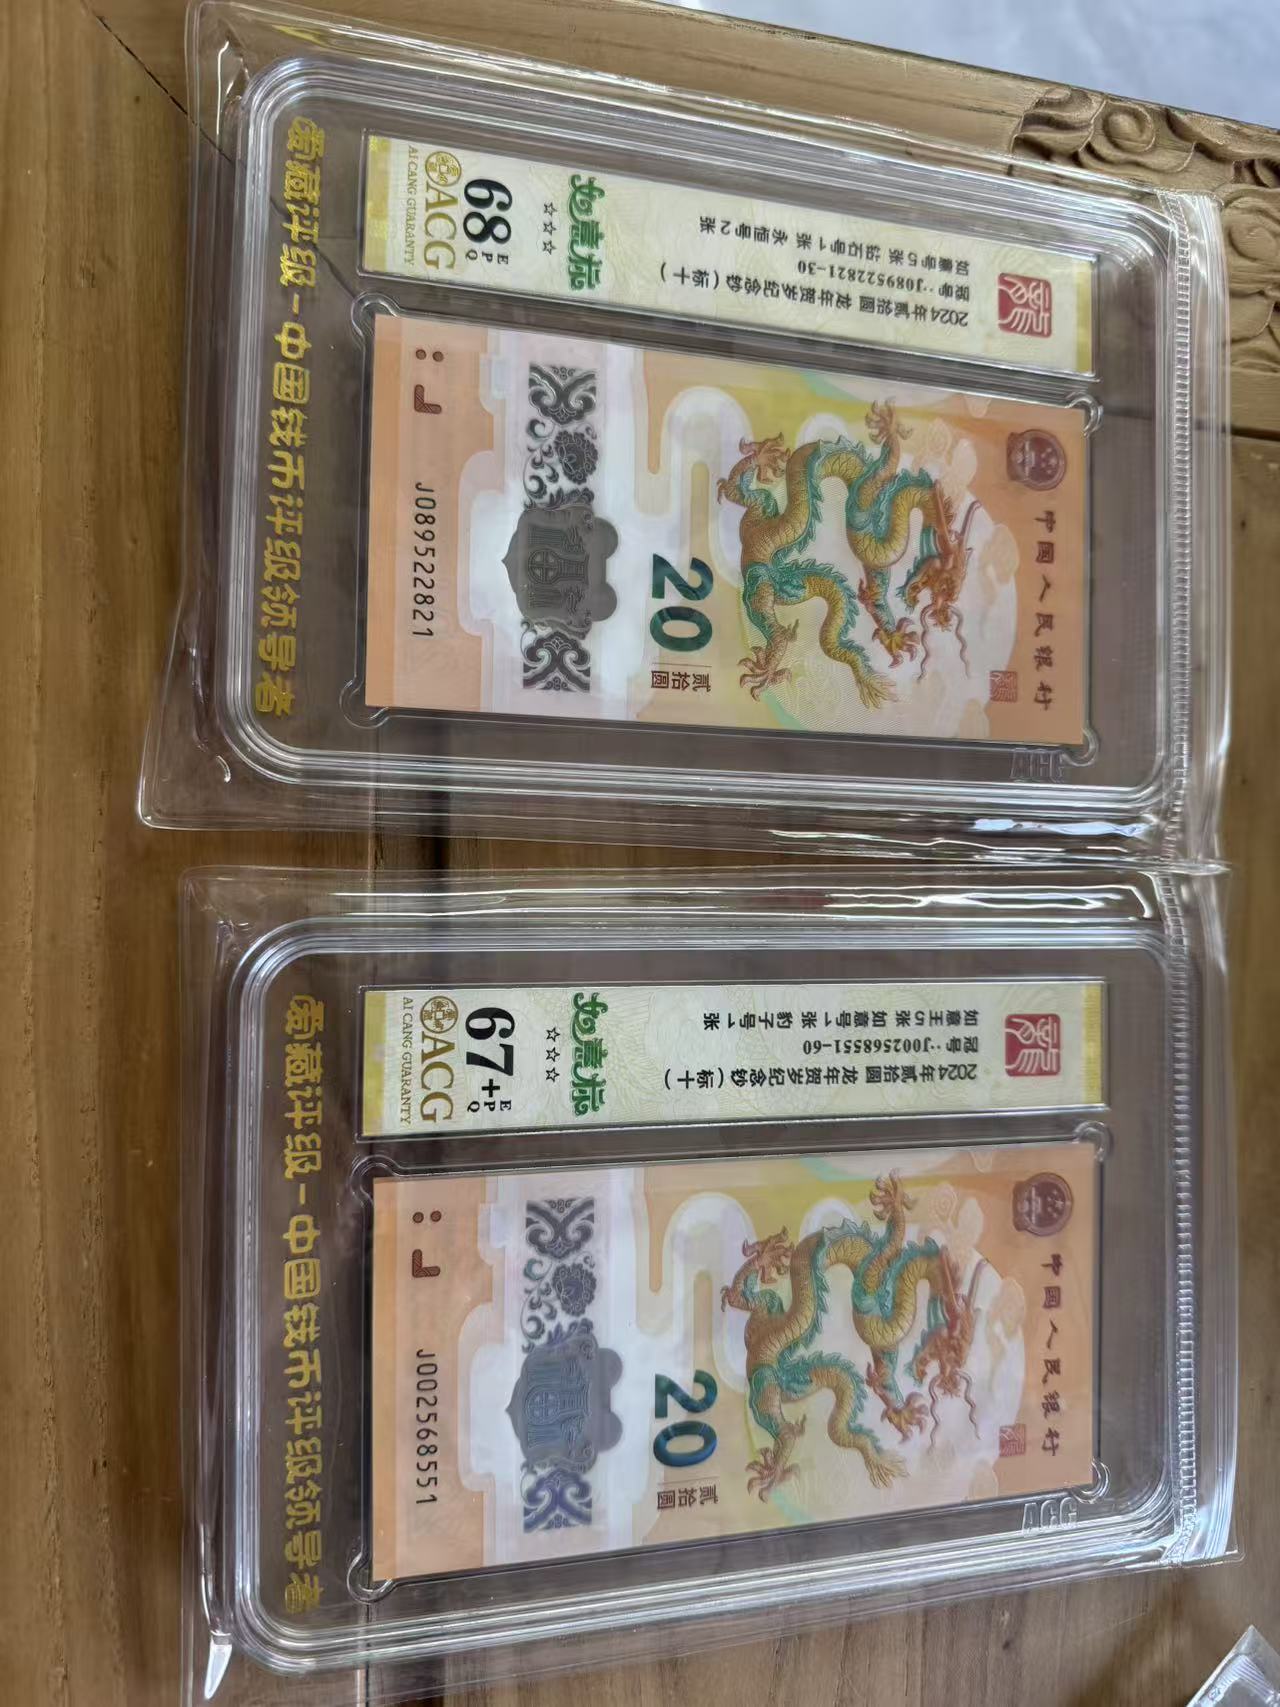 爱藏评级-中国钱币评级领导者
2024年贰拾圆 龙年贺岁纪念钞（标十）
冠号：J089522821-30
如意号5张 钻石号1张 永恒号2张
如意标
☆☆☆
68 EPQ
ACG
AI CANG GUARANTY
中国人民银行
20
贰拾圆
J089522821
ACG
爱藏评级-中国钱币评级领导者
2024年贰拾圆 龙年贺岁纪念钞（标十）
冠号：J002568551-60
如意王5张 如意号1张 豹子号1张
如意标
☆☆☆
67+ EPQ
ACG
AI CANG GUARANTY
中国人民银行
20
贰拾圆
J002568551
ACG